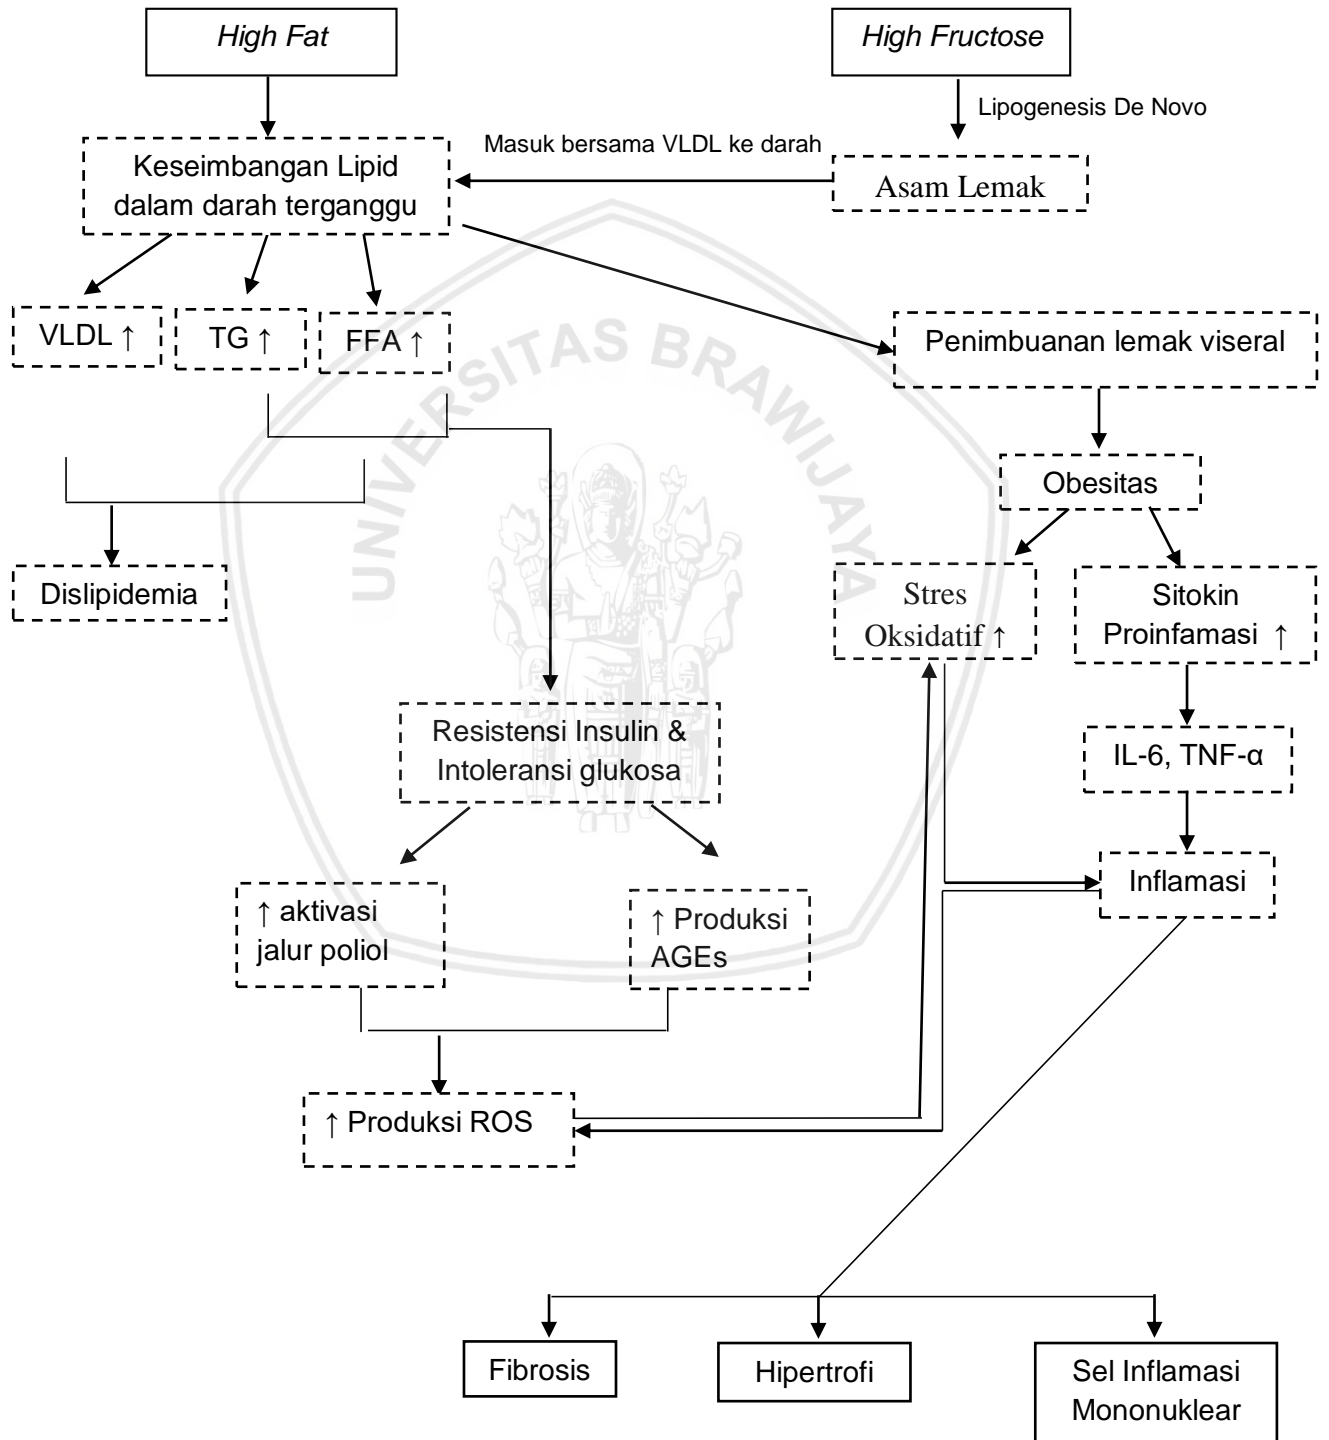 High Fat
High Fructose
Lipogenesis De Novo
Masuk bersama VLDL ke darah
Keseimbangan Lipid
dalam darah terganggu
Asam Lemak
VLDL ↑
TG ↑
FFA ↑
Penimbuanan lemak viseral
UNIVERSITAS BRAWIJAYA
Obesitas
Dislipidemia
Stres
Oksidatif ↑
Sitokin
Proinfamasi ↑
Resistensi Insulin &
Intoleransi glukosa
IL-6, TNF-α
Inflamasi
↑ aktivasi
jalur poliol
↑ Produksi
AGEs
↑ Produksi ROS
Fibrosis
Hipertrofi
Sel Inflamasi
Mononuklear